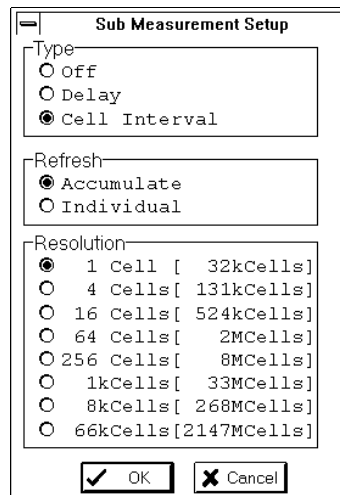 Sub Measurement Setup
Type
Off
Delay
Cell Interval
Refresh
Accumulate
Individual
Resolution
1 Cell [ 32kCells]
4 Cells[ 131kCells]
16 Cells[ 524kCells]
64 Cells[ 2MCells]
256 Cells[ 8MCells]
1kCells[ 33MCells]
8kCells[ 268MCells]
66kCells[2147MCells]
OK Cancel